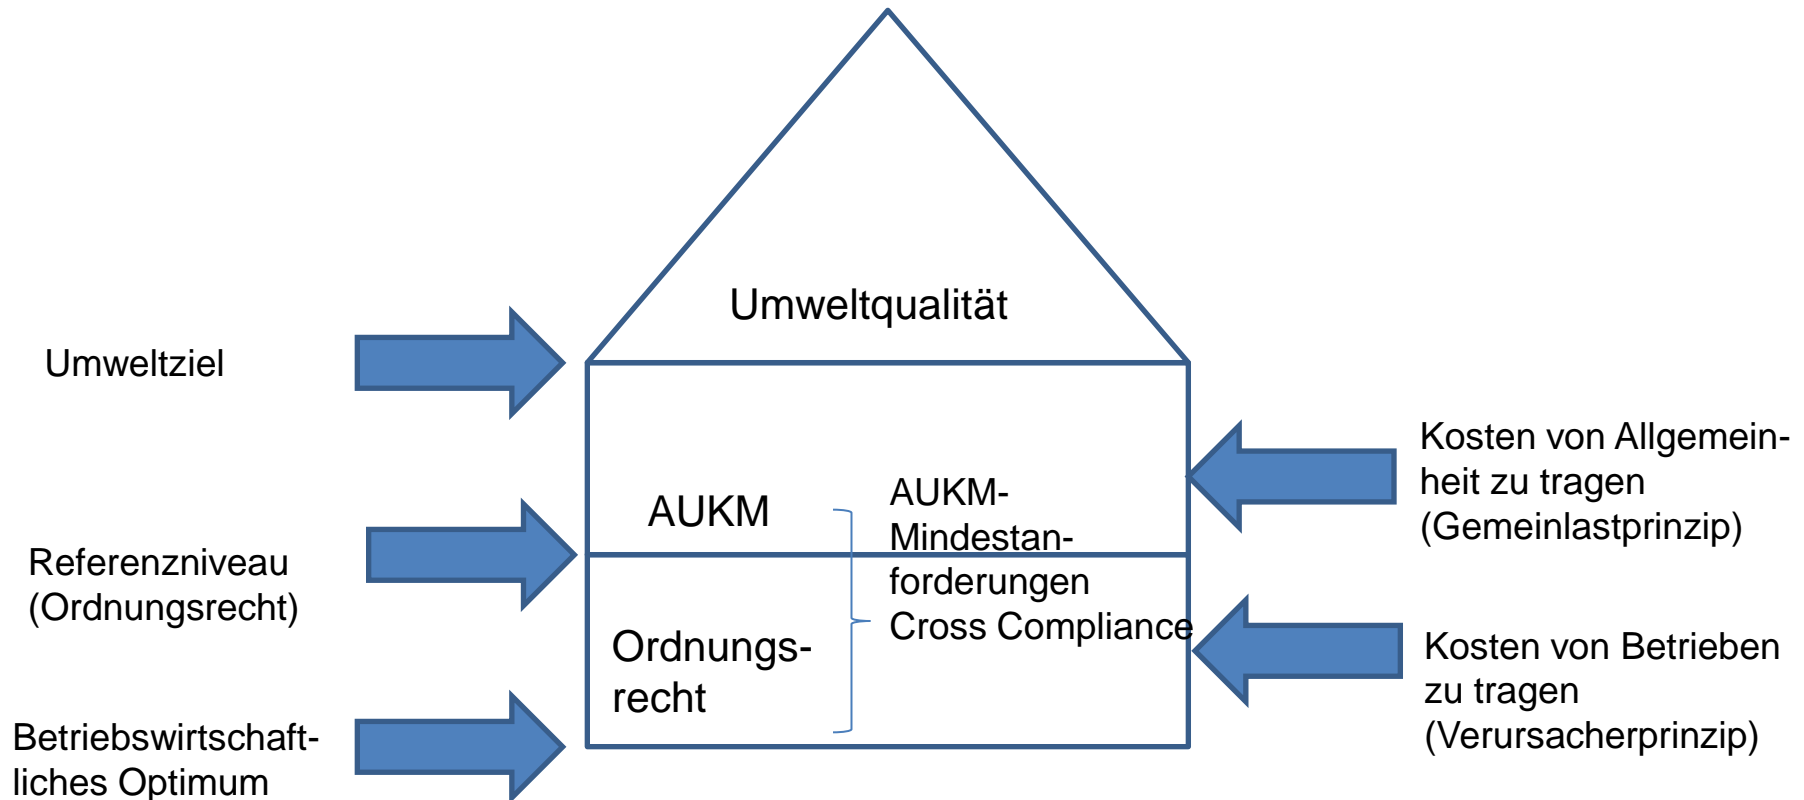 Umweltqualität
Umweltziel
Kosten von Allgemein-
heit zu tragen
(Gemeinlastprinzip)
AUKM
AUKM-
Mindestan-
forderungen
Cross Compliance
Referenzniveau
(Ordnungsrecht)
Ordnungs-
recht
Kosten von Betrieben
zu tragen
(Verursacherprinzip)
Betriebswirtschaft-
liches Optimum